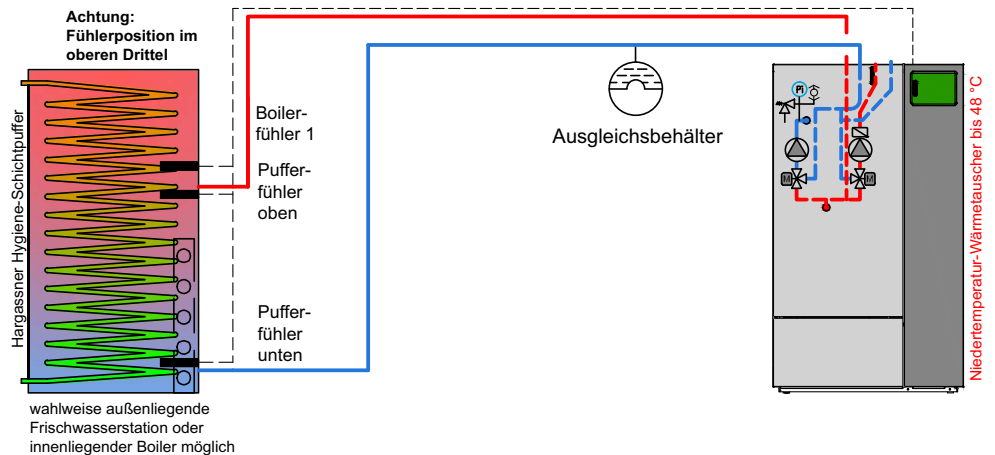 Achtung:
Fühlerposition im
oberen Drittel
Hargassner Hygiene-Schichtpuffer
Boiler-
fühler 1
Puffer-
fühler
oben
Puffer-
fühler
unten
wahlweise außenliegende
Frischwasserstation oder
innenliegender Boiler möglich
Ausgleichsbehälter
PI
M
M
Niedertemperatur-Wärmetauscher bis 48 °C